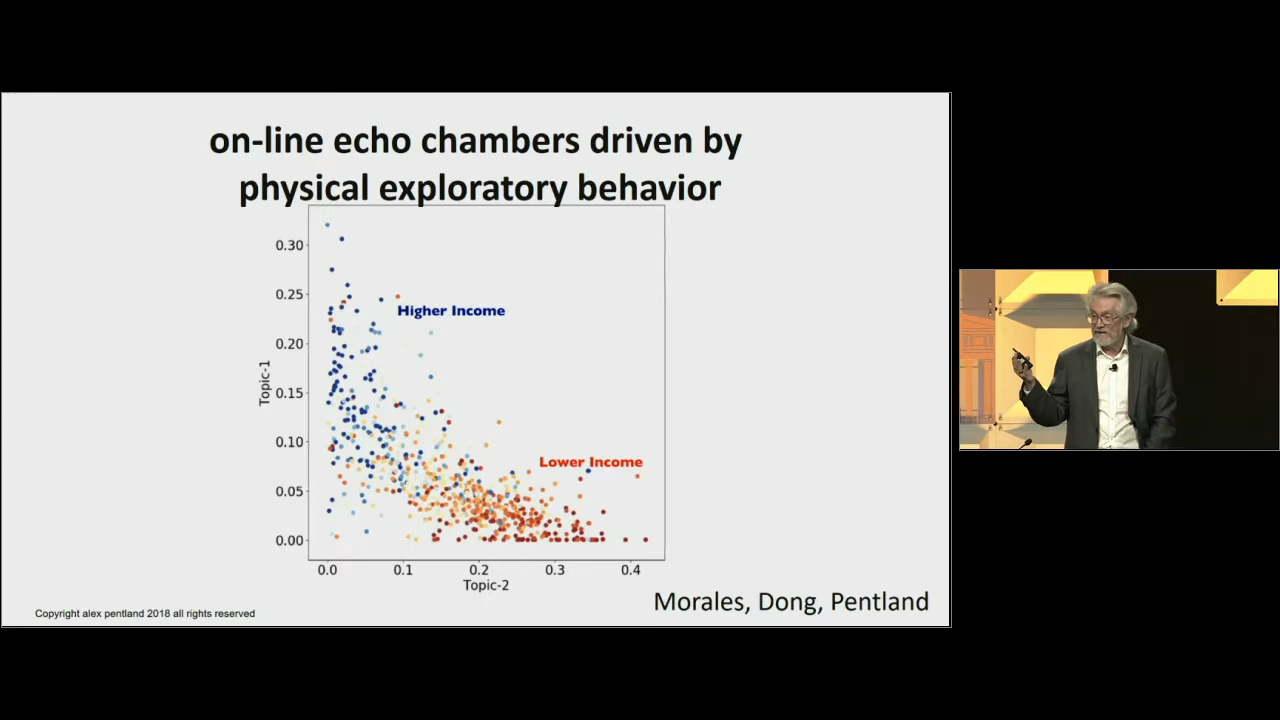 on-line echo chambers driven by
physical exploratory behavior
0.30
0.25
0.20
0.15
0.10
0.05
0.00
Topic-1
Higher Income
Lower Income
0.0 0.1 0.2 0.3 0.4
Topic-2
Morales, Dong, Pentland
Copyright alex pentland 2018 all rights reserved